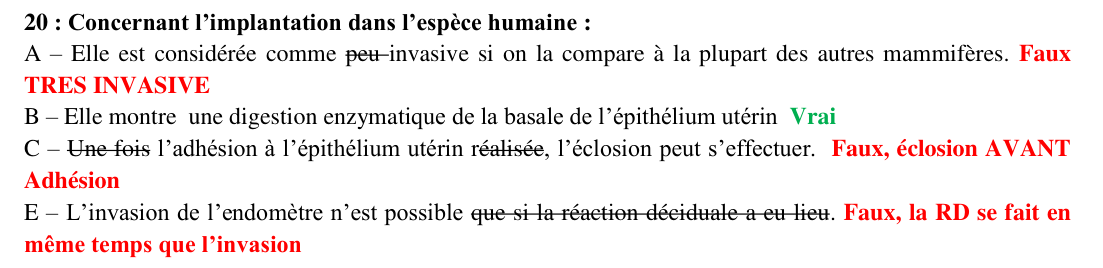 20 : Concernant l’implantation dans l’espèce humaine :
A – Elle est considérée comme peu invasive si on la compare à la plupart des autres mammifères. Faux
TRES INVASIVE
B – Elle montre une digestion enzymatique de la basale de l’épithélium utérin Vrai
C – Une fois l’adhésion à l’épithélium utérin réalisée, l’éclosion peut s’effectuer. Faux, éclosion AVANT
Adhésion
E – L’invasion de l’endomètre n’est possible que si la réaction déciduale a eu lieu. Faux, la RD se fait en
même temps que l’invasion